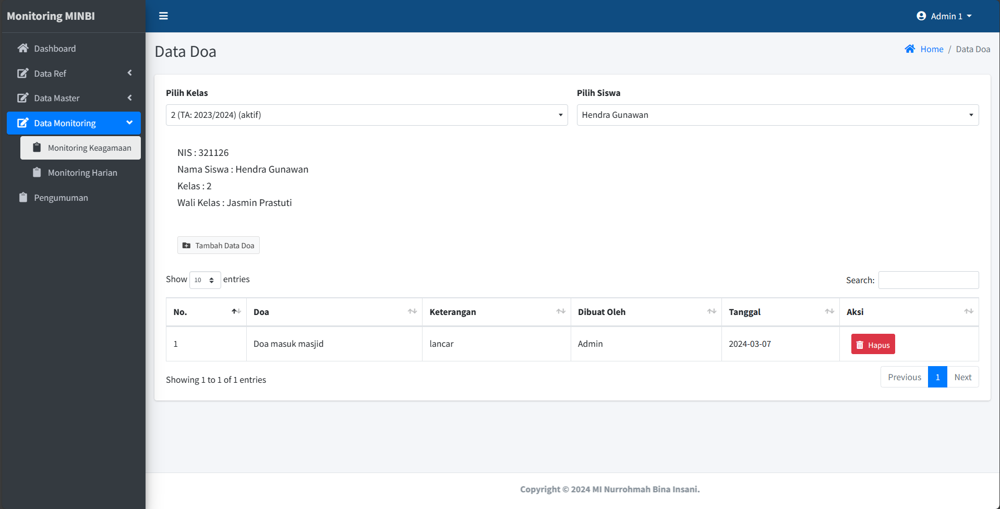 Monitoring MINBI
Admin 1
Dashboard
Data Ref
Data Master
Data Monitoring
Monitoring Keagamaan
Monitoring Harian
Pengumuman
Data Doa
Home / Data Doa
Pilih Kelas
Pilih Siswa
2 (TA: 2023/2024) (aktif)
Hendra Gunawan
NIS : 321126
Nama Siswa : Hendra Gunawan
Kelas : 2
Wali Kelas : Jasmin Prastuti
Tambah Data Doa
Show 10 entries
Search:
No. Doa Keterangan Dibuat Oleh Tanggal Aksi
1 Doa masuk masjid lancar Admin 2024-03-07 Hapus
Showing 1 to 1 of 1 entries
Previous 1 Next
Copyright © 2024 MI Nurrohmah Bina Insani.